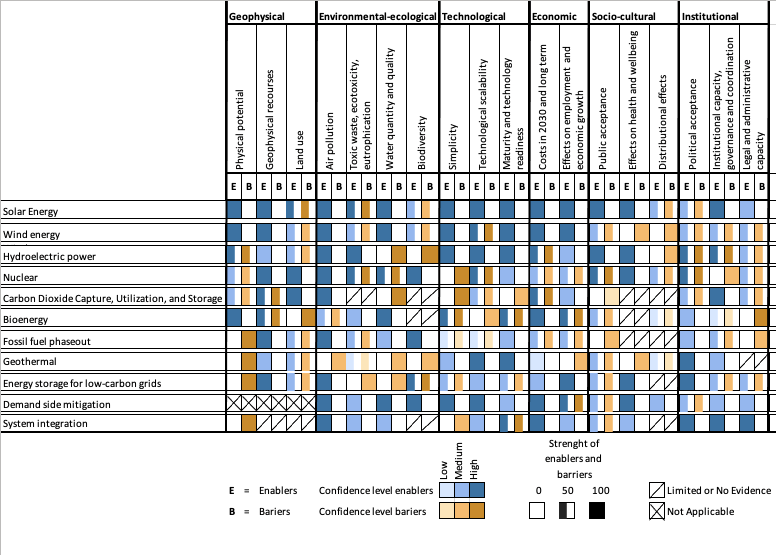 Geophysical Environmental-ecological Technological Economic Socio-cultural Institutional
Physical potential
Geophysical recourses
Land use
Air pollution
Toxic waste, ecotoxicity,
eutrophication
Water quantity and quality
Biodiversity
Simplicity
Technological scalability
Maturity and technology
readiness
Costs in 2030 and long term
Effects on employment and
economic growth
Public acceptance
Effects on health and wellbeing
Distributional effects
Political acceptance
Institutional capacity,
governance and coordination
Legal and administrative
capacity
E B E B E B E B E B E B E B E B E B E B E B E B E B E B E B E B E B E B
Solar Energy
Wind energy
Hydroelectric power
Nuclear
Carbon Dioxide Capture, Utilization, and Storage
Bioenergy
Fossil fuel phaseout
Geothermal
Energy storage for low-carbon grids
Demand side mitigation
System integration
Low
Medium
High
Strenght of
enablers and
barriers
E = Enablers Confidence level enablers 0 50 100 Limited or No Evidence
B = Bariers Confidence level barriers Not Applicable